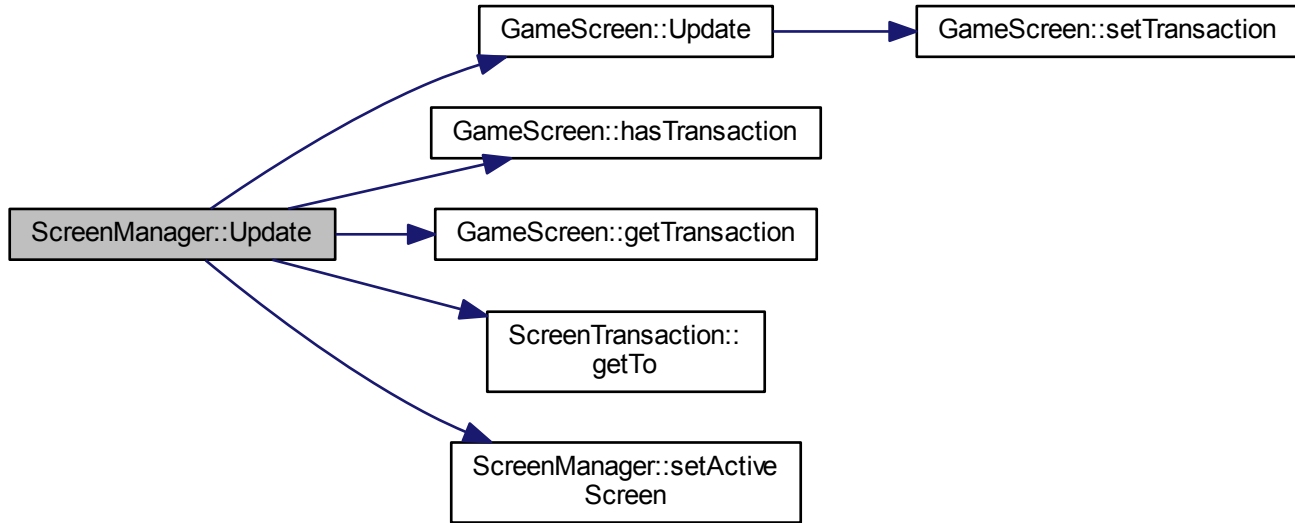 GameScreen::Update
GameScreen::setTransaction
GameScreen::hasTransaction
ScreenManager::Update
GameScreen::getTransaction
ScreenTransaction::
getTo
ScreenManager::setActive
Screen